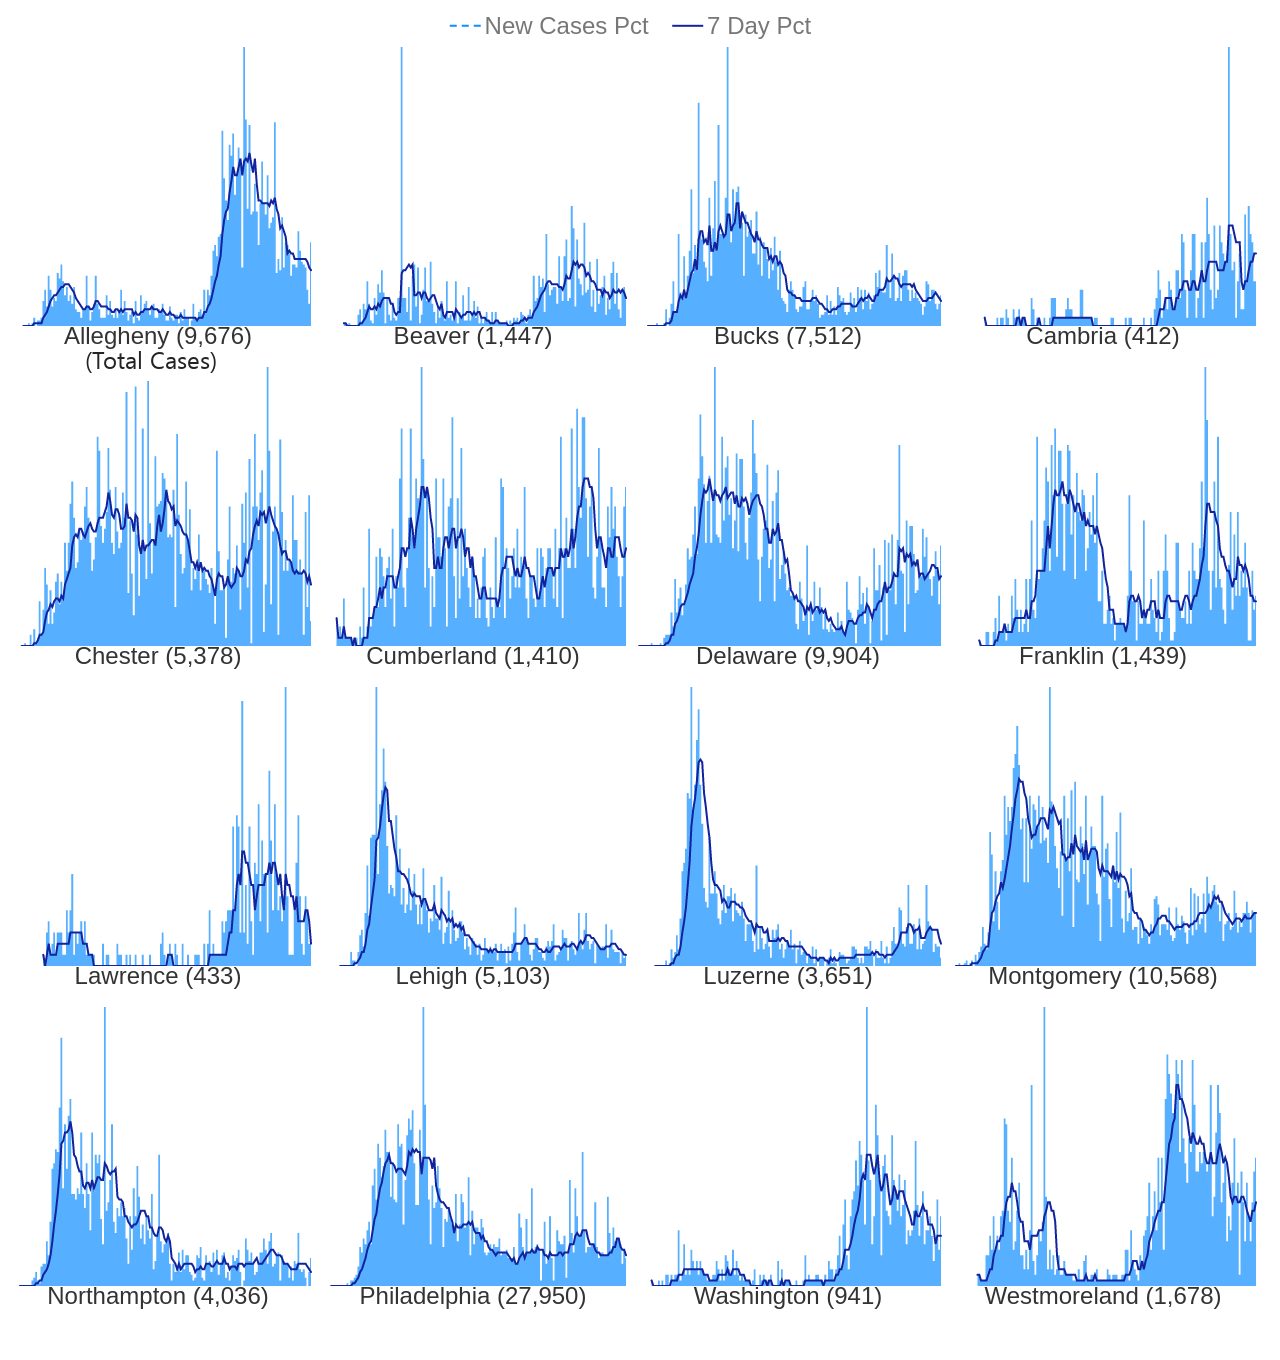 New Cases Pct 7 Day Pct
Allegheny (9,676) Beaver (1,447) Bucks (7,512) Cambria (412)
(Total Cases)
Chester (5,378) Cumberland (1,410) Delaware (9,904) Franklin (1,439)
Lawrence (433) Lehigh (5,103) Luzerne (3,651) Montgomery (10,568)
Northampton (4,036) Philadelphia (27,950) Washington (941) Westmoreland (1,678)